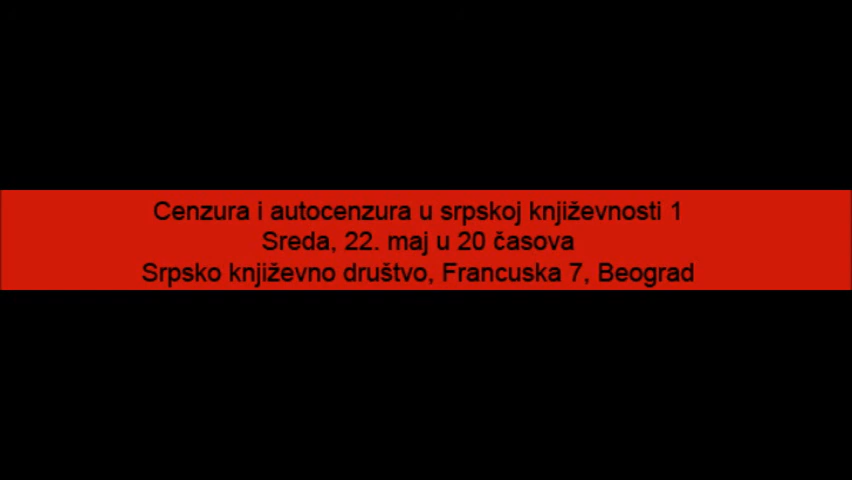 Cenzura i autocenzura u srpskoj književnosti 1
Sreda, 22. maj u 20 časova
Srpsko književno društvo, Francuska 7, Beograd